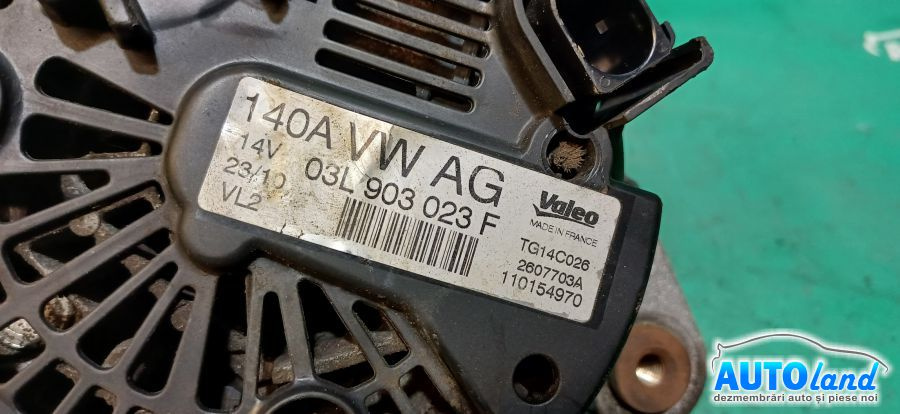 140A VW AG
14V 03L 903 023 F
23/10
VL2
Valeo
MADE IN FRANCE
TG14C026
2607703A
110154970
AUTOland
dezmembrări auto și piese noi